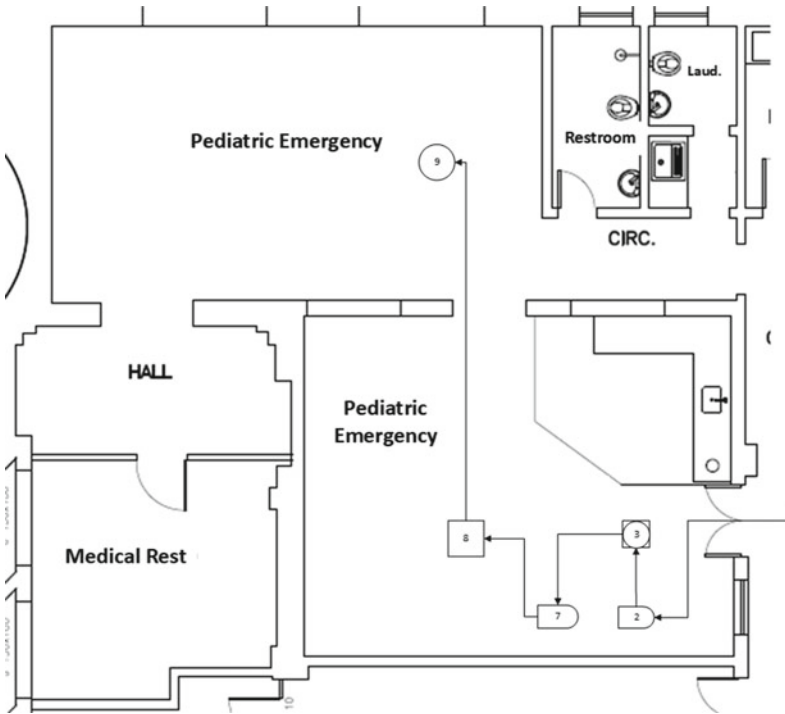 Laud.
Pediatric Emergency
Restroom
9
CIRC.
HALL
Pediatric
Emergency
8
3
Medical Rest
7
2
10